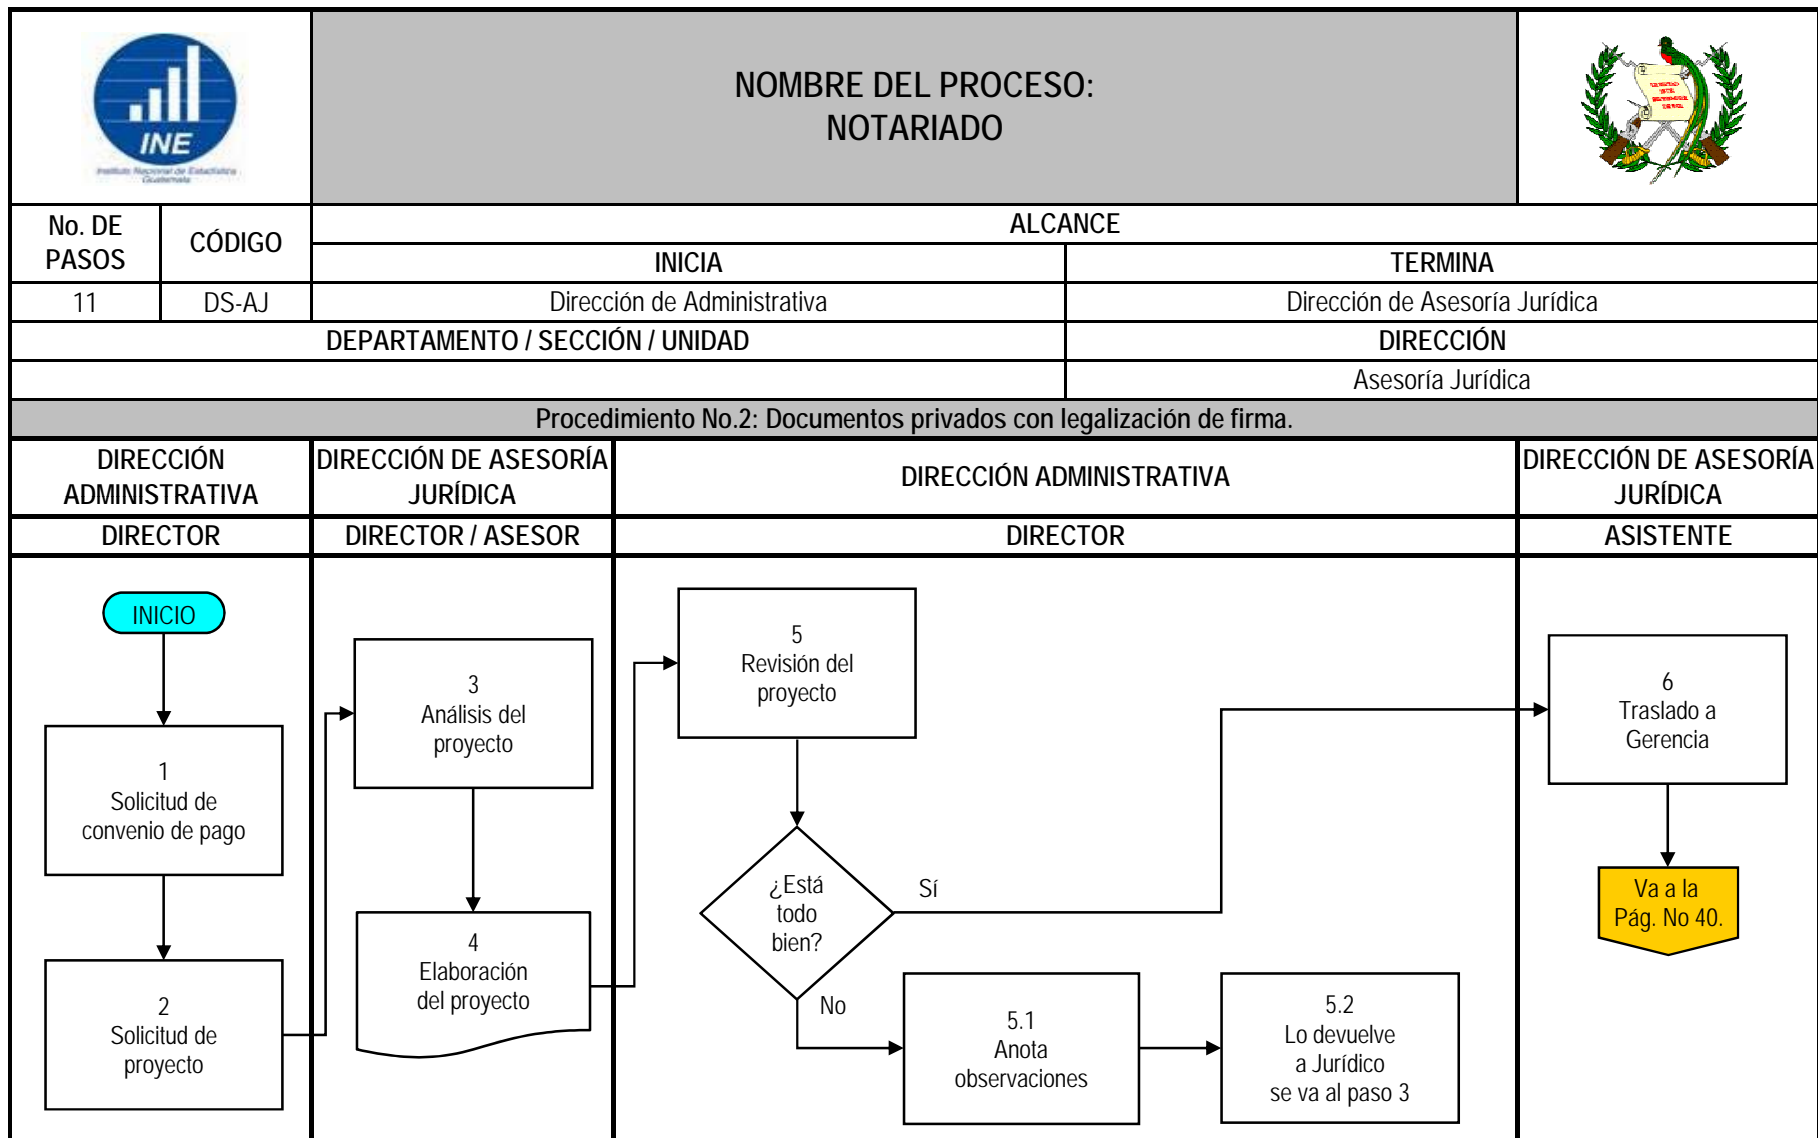 INE
Instituto Nacional de Estadística
Guatemala
NOMBRE DEL PROCESO:
NOTARIADO
No. DE
PASOS
CÓDIGO
ALCANCE
INICIA
TERMINA
11
DS-AJ
Dirección de Administrativa
Dirección de Asesoría Jurídica
DEPARTAMENTO / SECCIÓN / UNIDAD
DIRECCIÓN
Asesoría Jurídica
Procedimiento No.2: Documentos privados con legalización de firma.
DIRECCIÓN
ADMINISTRATIVA
DIRECCIÓN DE ASESORÍA
JURÍDICA
DIRECCIÓN ADMINISTRATIVA
DIRECCIÓN DE ASESORÍA
JURÍDICA
DIRECTOR
DIRECTOR / ASESOR
DIRECTOR
ASISTENTE
INICIO
1
Solicitud de
convenio de pago
2
Solicitud de
proyecto
3
Análisis del
proyecto
4
Elaboración
del proyecto
5
Revisión del
proyecto
¿Está
todo
bien?
Sí
No
5.1
Anota
observaciones
5.2
Lo devuelve
a Jurídico
se va al paso 3
6
Traslado a
Gerencia
Va a la
Pág. No 40.